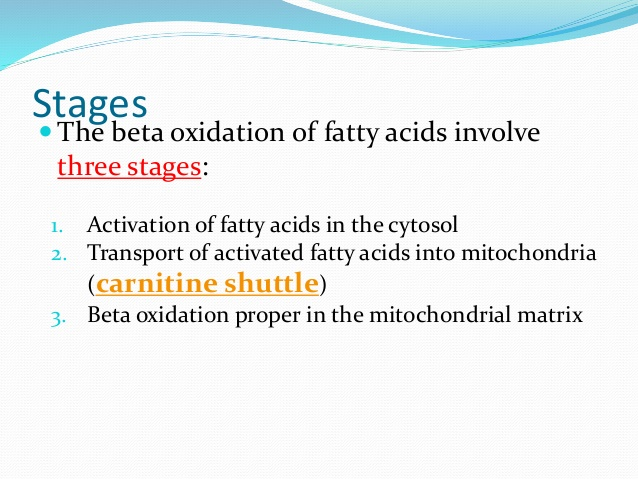 Stages
• The beta oxidation of fatty acids involve
three stages:
1. Activation of fatty acids in the cytosol
2. Transport of activated fatty acids into mitochondria
(carnitine shuttle)
3. Beta oxidation proper in the mitochondrial matrix